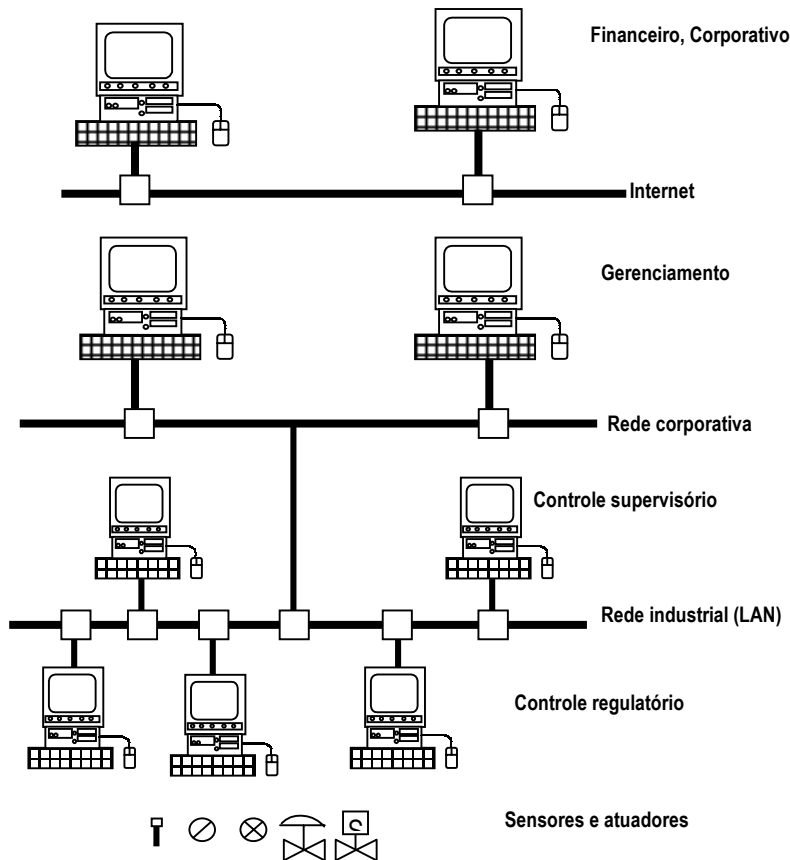 Financeiro, Corporativo
Internet
Gerenciamento
Rede corporativa
Controle supervisório
Rede industrial (LAN)
Controle regulatório
Sensores e atuadores